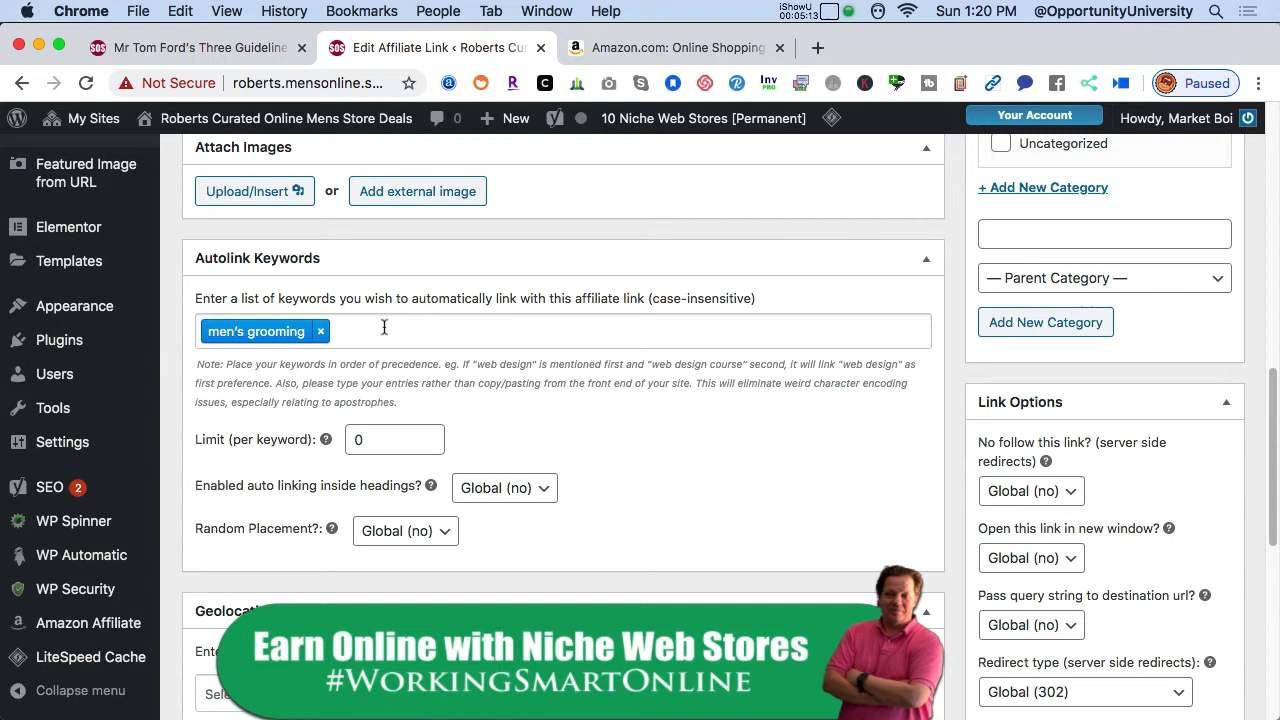 Chrome File Edit View History Bookmarks People Tab Window Help
iShowU
00:05:13
Sun 1:20 PM @OpportunityUniversity
SOS Mr Tom Ford's Three Guideline ×
SOS Edit Affiliate Link ‹ Roberts Cur ×
a Amazon.com: Online Shopping × +
Not Secure roberts.mensonline.s...
Inv PRO
Paused
My Sites Roberts Curated Online Mens Store Deals 0 + New 10 Niche Web Stores [Permanent] Your Account Howdy, Market Boi
Featured Image
from URL
Elementor
Templates
Appearance
Plugins
Users
Tools
Settings
SEO 2
WP Spinner
WP Automatic
WP Security
Amazon Affiliate
LiteSpeed Cache
Collapse menu
Attach Images
Upload/Insert or Add external image
Autolink Keywords
Enter a list of keywords you wish to automatically link with this affiliate link (case-insensitive)
men's grooming ×
Note: Place your keywords in order of precedence. eg. If "web design" is mentioned first and "web design course" second, it will link "web design" as
first preference. Also, please type your entries rather than copy/pasting from the front end of your site. This will eliminate weird character encoding
issues, especially relating to apostrophes.
Limit (per keyword): ? 0
Enabled auto linking inside headings? ? Global (no)
Random Placement?: ? Global (no)
Uncategorized
+ Add New Category
— Parent Category —
Add New Category
Link Options
No follow this link? (server side
redirects) ?
Global (no)
Open this link in new window? ?
Global (no)
Pass query string to destination url? ?
Global (no)
Redirect type (server side redirects): ?
Global (302)
Earn Online with Niche Web Stores
#WorkingSmartOnline